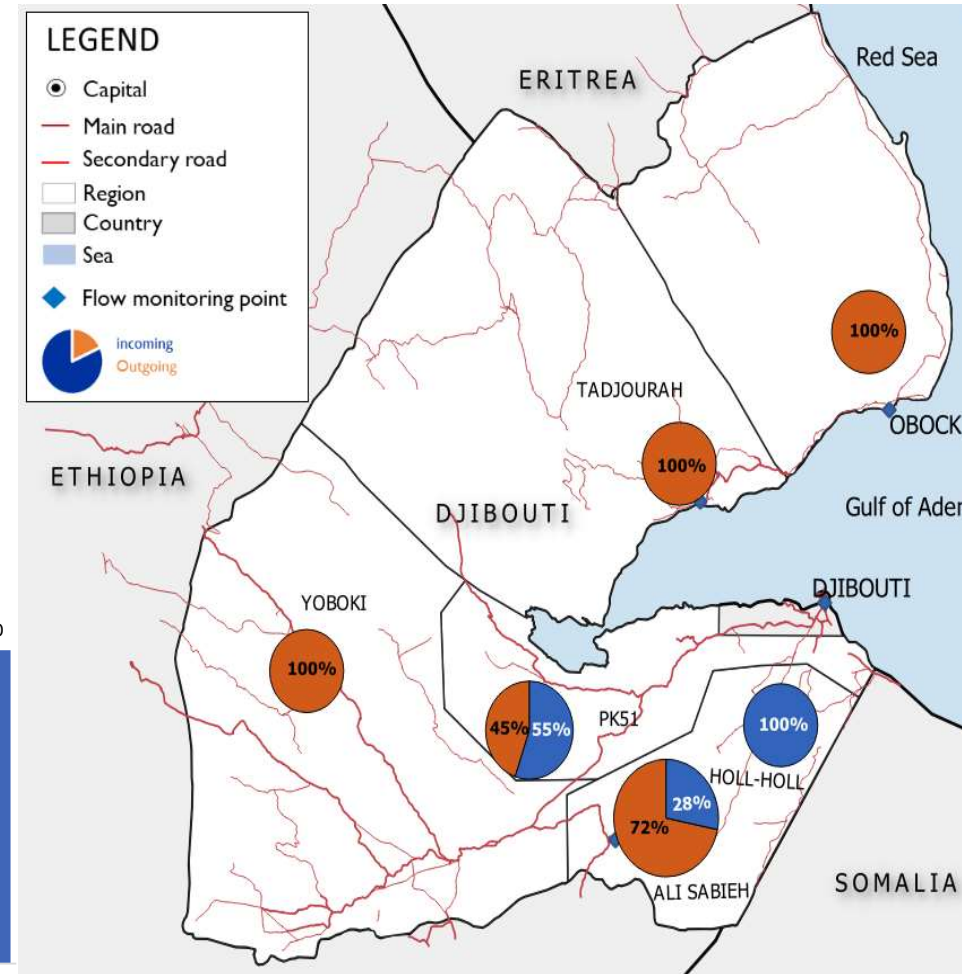 LEGEND
Capital
Main road
Secondary road
Region
Country
Sea
Flow monitoring point
incoming
Outgoing
Red Sea
ERITREA
100%
TADJOURAH
OBOCK
100%
ETHIOPIA
DJIBOUTI
Gulf of Aden
DJIBOUTI
YOBOKI
100%
45%
55%
PK51
100%
HOLL-HOLL
28%
72%
ALI SABIEH
SOMALIA